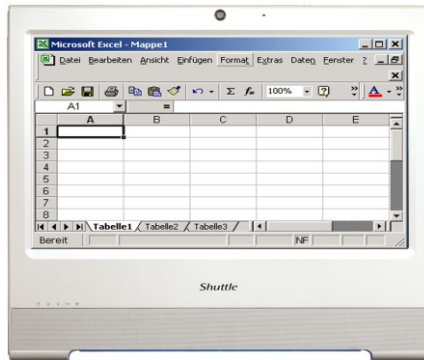 Microsoft Excel - Mappe1
Datei Bearbeiten Ansicht Einfügen Format Extras Daten Fenster ?
Σ fx 100% ? » A »
A1 =
A B C D E
1
2
3
4
5
6
7
8
Tabelle1 Tabelle2 Tabelle3
Bereit NF
Shuttle